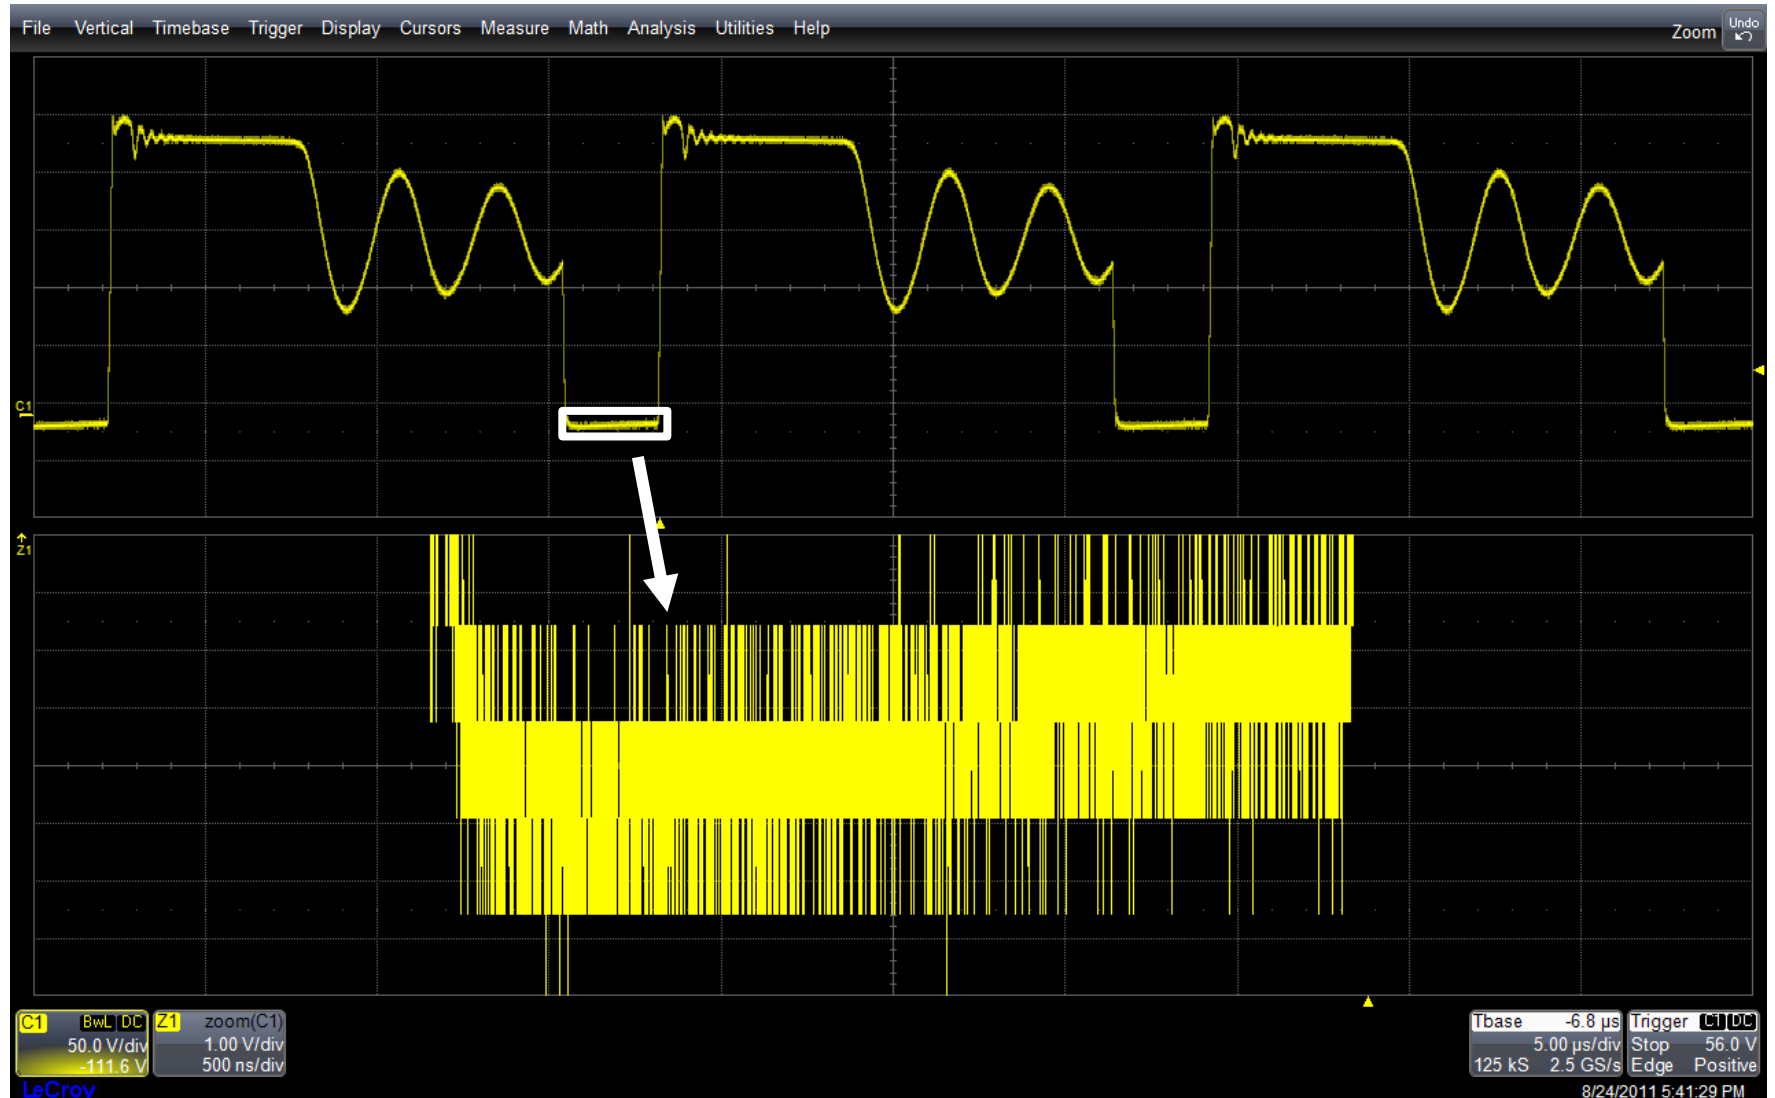 File Vertical Timebase Trigger Display Cursors Measure Math Analysis Utilities Help
Zoom Undo
C1
Z1
C1 BwL DC
50.0 V/div
-111.6 V
Z1 zoom(C1)
1.00 V/div
500 ns/div
Tbase -6.8 µs
5.00 µs/div
125 kS 2.5 GS/s
Trigger C1 DC
Stop 56.0 V
Edge Positive
LeCroy
8/24/2011 5:41:29 PM